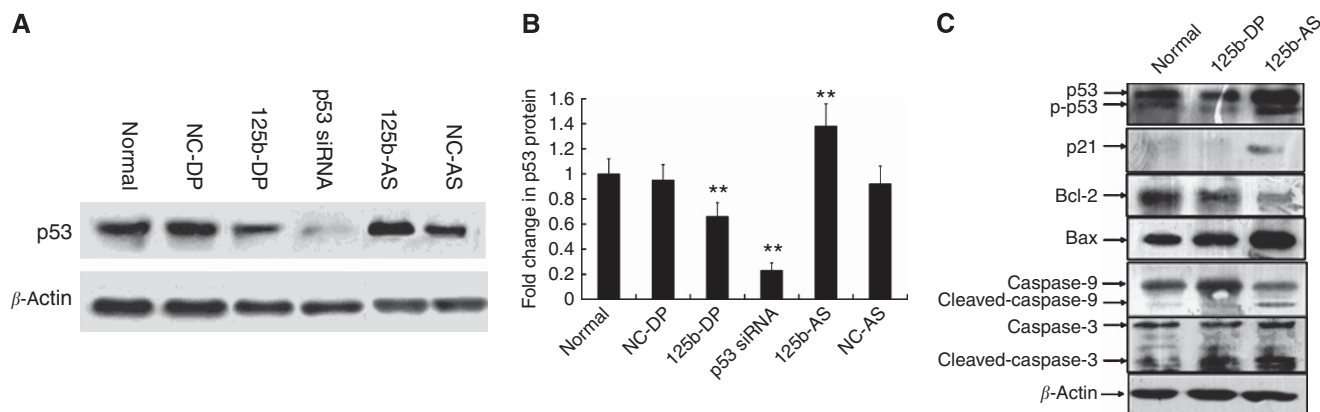 A
Normal
NC-DP
125b-DP
p53 siRNA
125b-AS
NC-AS
p53
β-Actin
B
Fold change in p53 protein
1.6
1.4
1.2
1
0.8
0.6
0.4
0.2
0
**
**
**
Normal
NC-DP
125b-DP
p53 siRNA
125b-AS
NC-AS
C
Normal
125b-DP
125b-AS
p53
p-p53
p21
Bcl-2
Bax
Caspase-9
Cleaved-caspase-9
Caspase-3
Cleaved-caspase-3
β-Actin